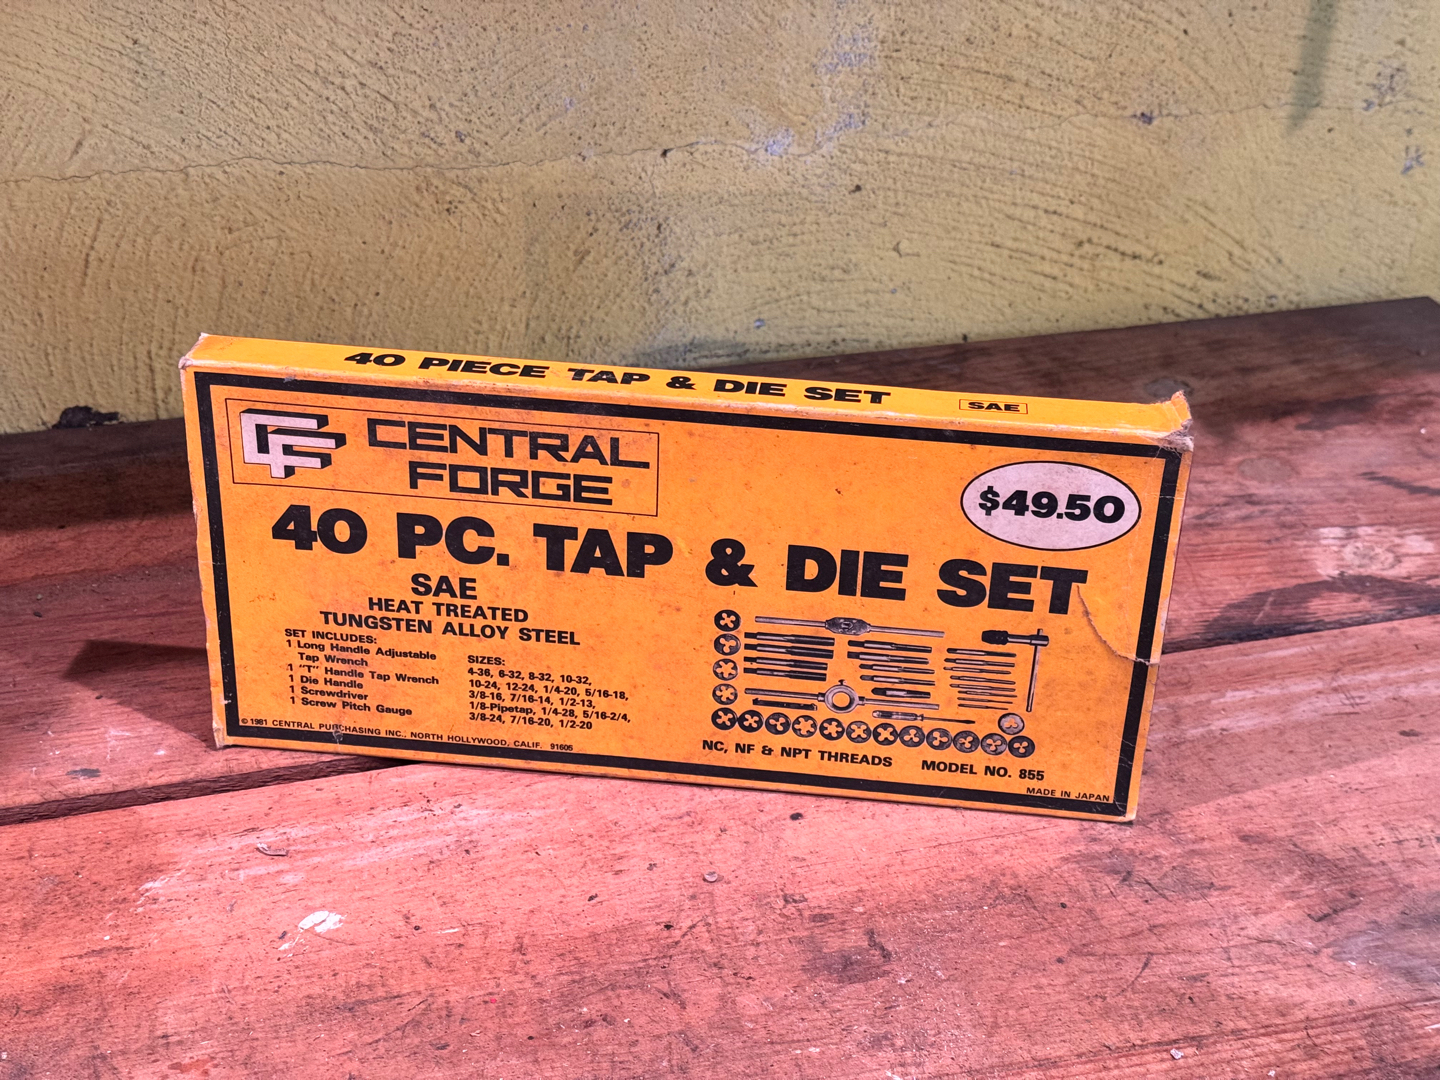 40 PIECE TAP & DIE SET
SAE
CF
CENTRAL
FORGE
$49.50
40 PC. TAP & DIE SET
SAE
HEAT TREATED
TUNGSTEN ALLOY STEEL
SET INCLUDES:
1 Long Handle Adjustable
Tap Wrench
1 "T" Handle Tap Wrench
1 Die Handle
1 Screwdriver
1 Screw Pitch Gauge
SIZES:
4-36, 6-32, 8-32, 10-32,
10-24, 12-24, 1/4-20, 5/16-18,
3/8-16, 7/16-14, 1/2-13,
1/8-Pipetap, 1/4-28, 5/16-2/4,
3/8-24, 7/16-20, 1/2-20
© 1981 CENTRAL PURCHASING INC., NORTH HOLLYWOOD, CALIF. 91605
NC, NF & NPT THREADS
MODEL NO. 855
MADE IN JAPAN